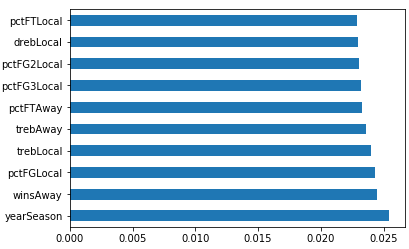 pctFTLocal
drebLocal
pctFG2Local
pctFG3Local
pctFTAway
trebAway
trebLocal
pctFGLocal
winsAway
yearSeason
0.000 0.005 0.010 0.015 0.020 0.025